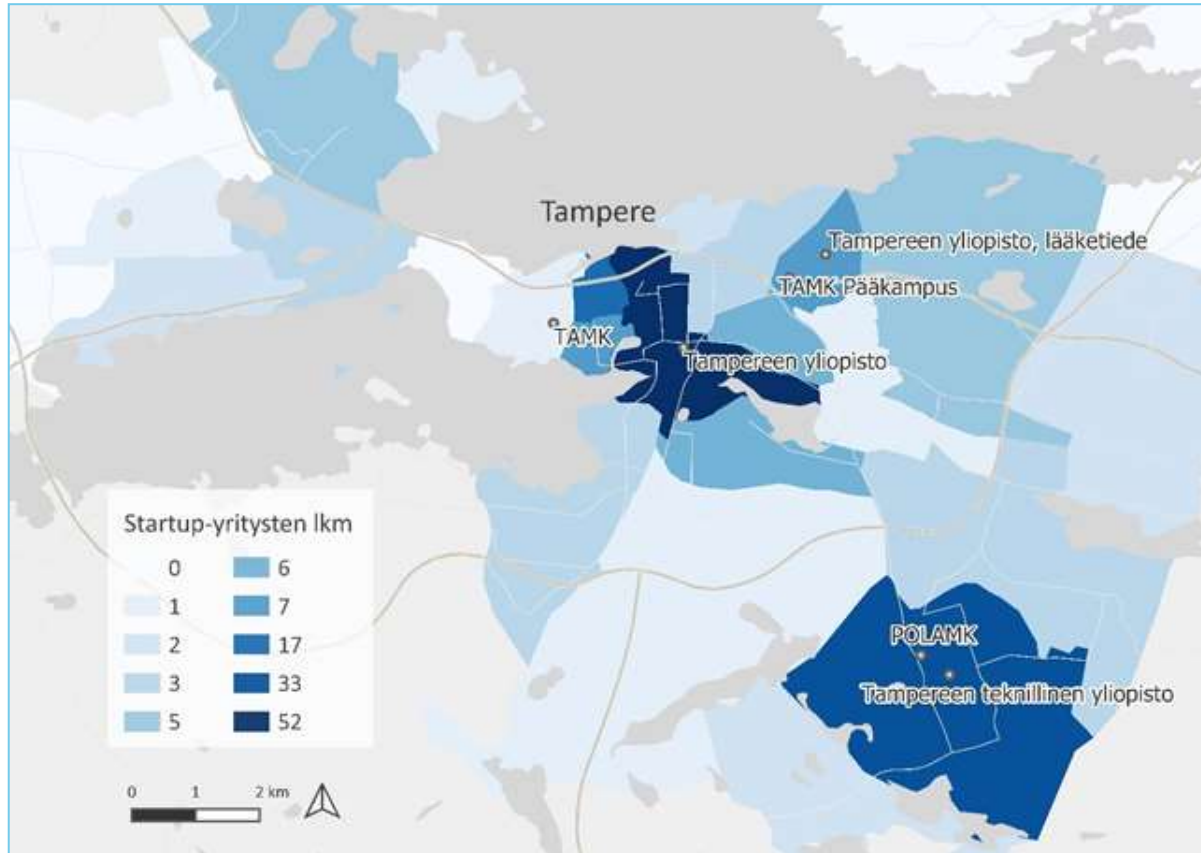 Tampere
Tampereen yliopisto, lääketiede
TAMK Pääkampus
TAMK
Tampereen yliopisto
POLAMK
Tampereen teknillinen yliopisto
Startup-yritysten lkm
0 6
1 7
2 17
3 33
5 52
0 1 2 km